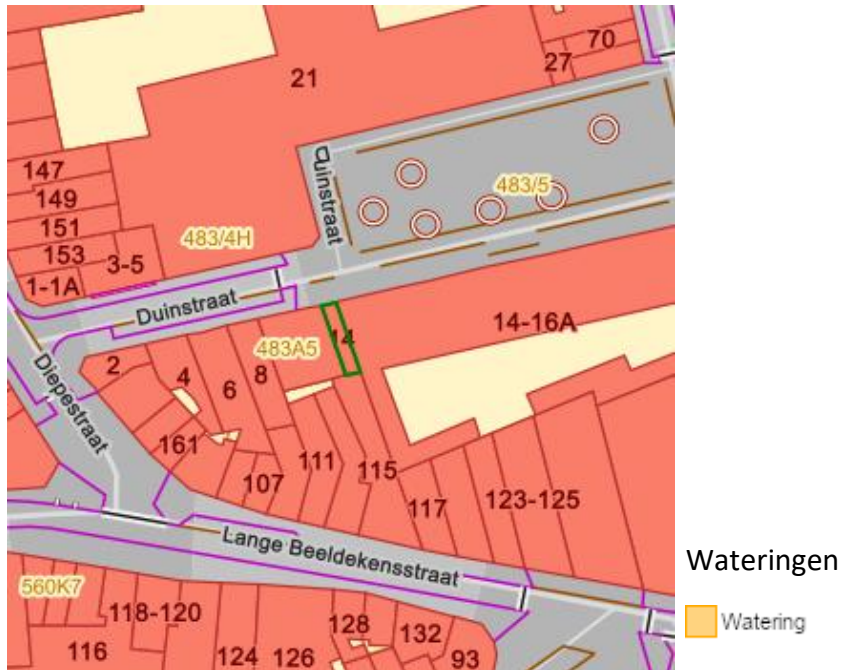 70
27
21
147
149
151
153
1-1A
3-5
483/4H
Duinstraat
483/5
Duinstraat
14
14-16A
483A5
2
4
6
8
Diepestraat
161
107
111
115
117
123-125
Lange Beeldekensstraat
560K7
118-120
116
124
126
128
132
93
Wateringen
Watering